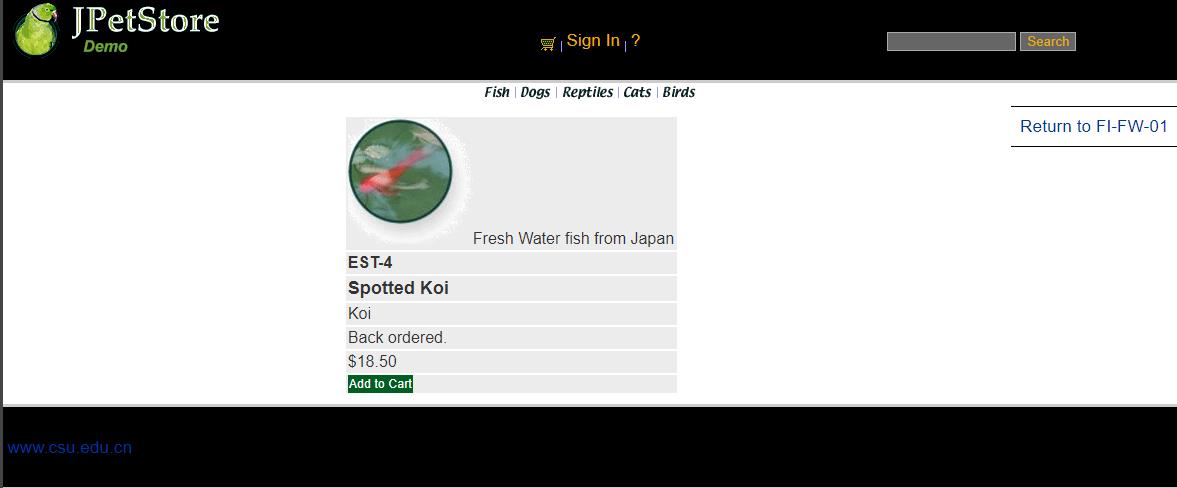 JPetStore
Demo
Sign In | ?
Search
Fish | Dogs | Reptiles | Cats | Birds
Return to FI-FW-01
Fresh Water fish from Japan
EST-4
Spotted Koi
Koi
Back ordered.
$18.50
Add to Cart
www.csu.edu.cn